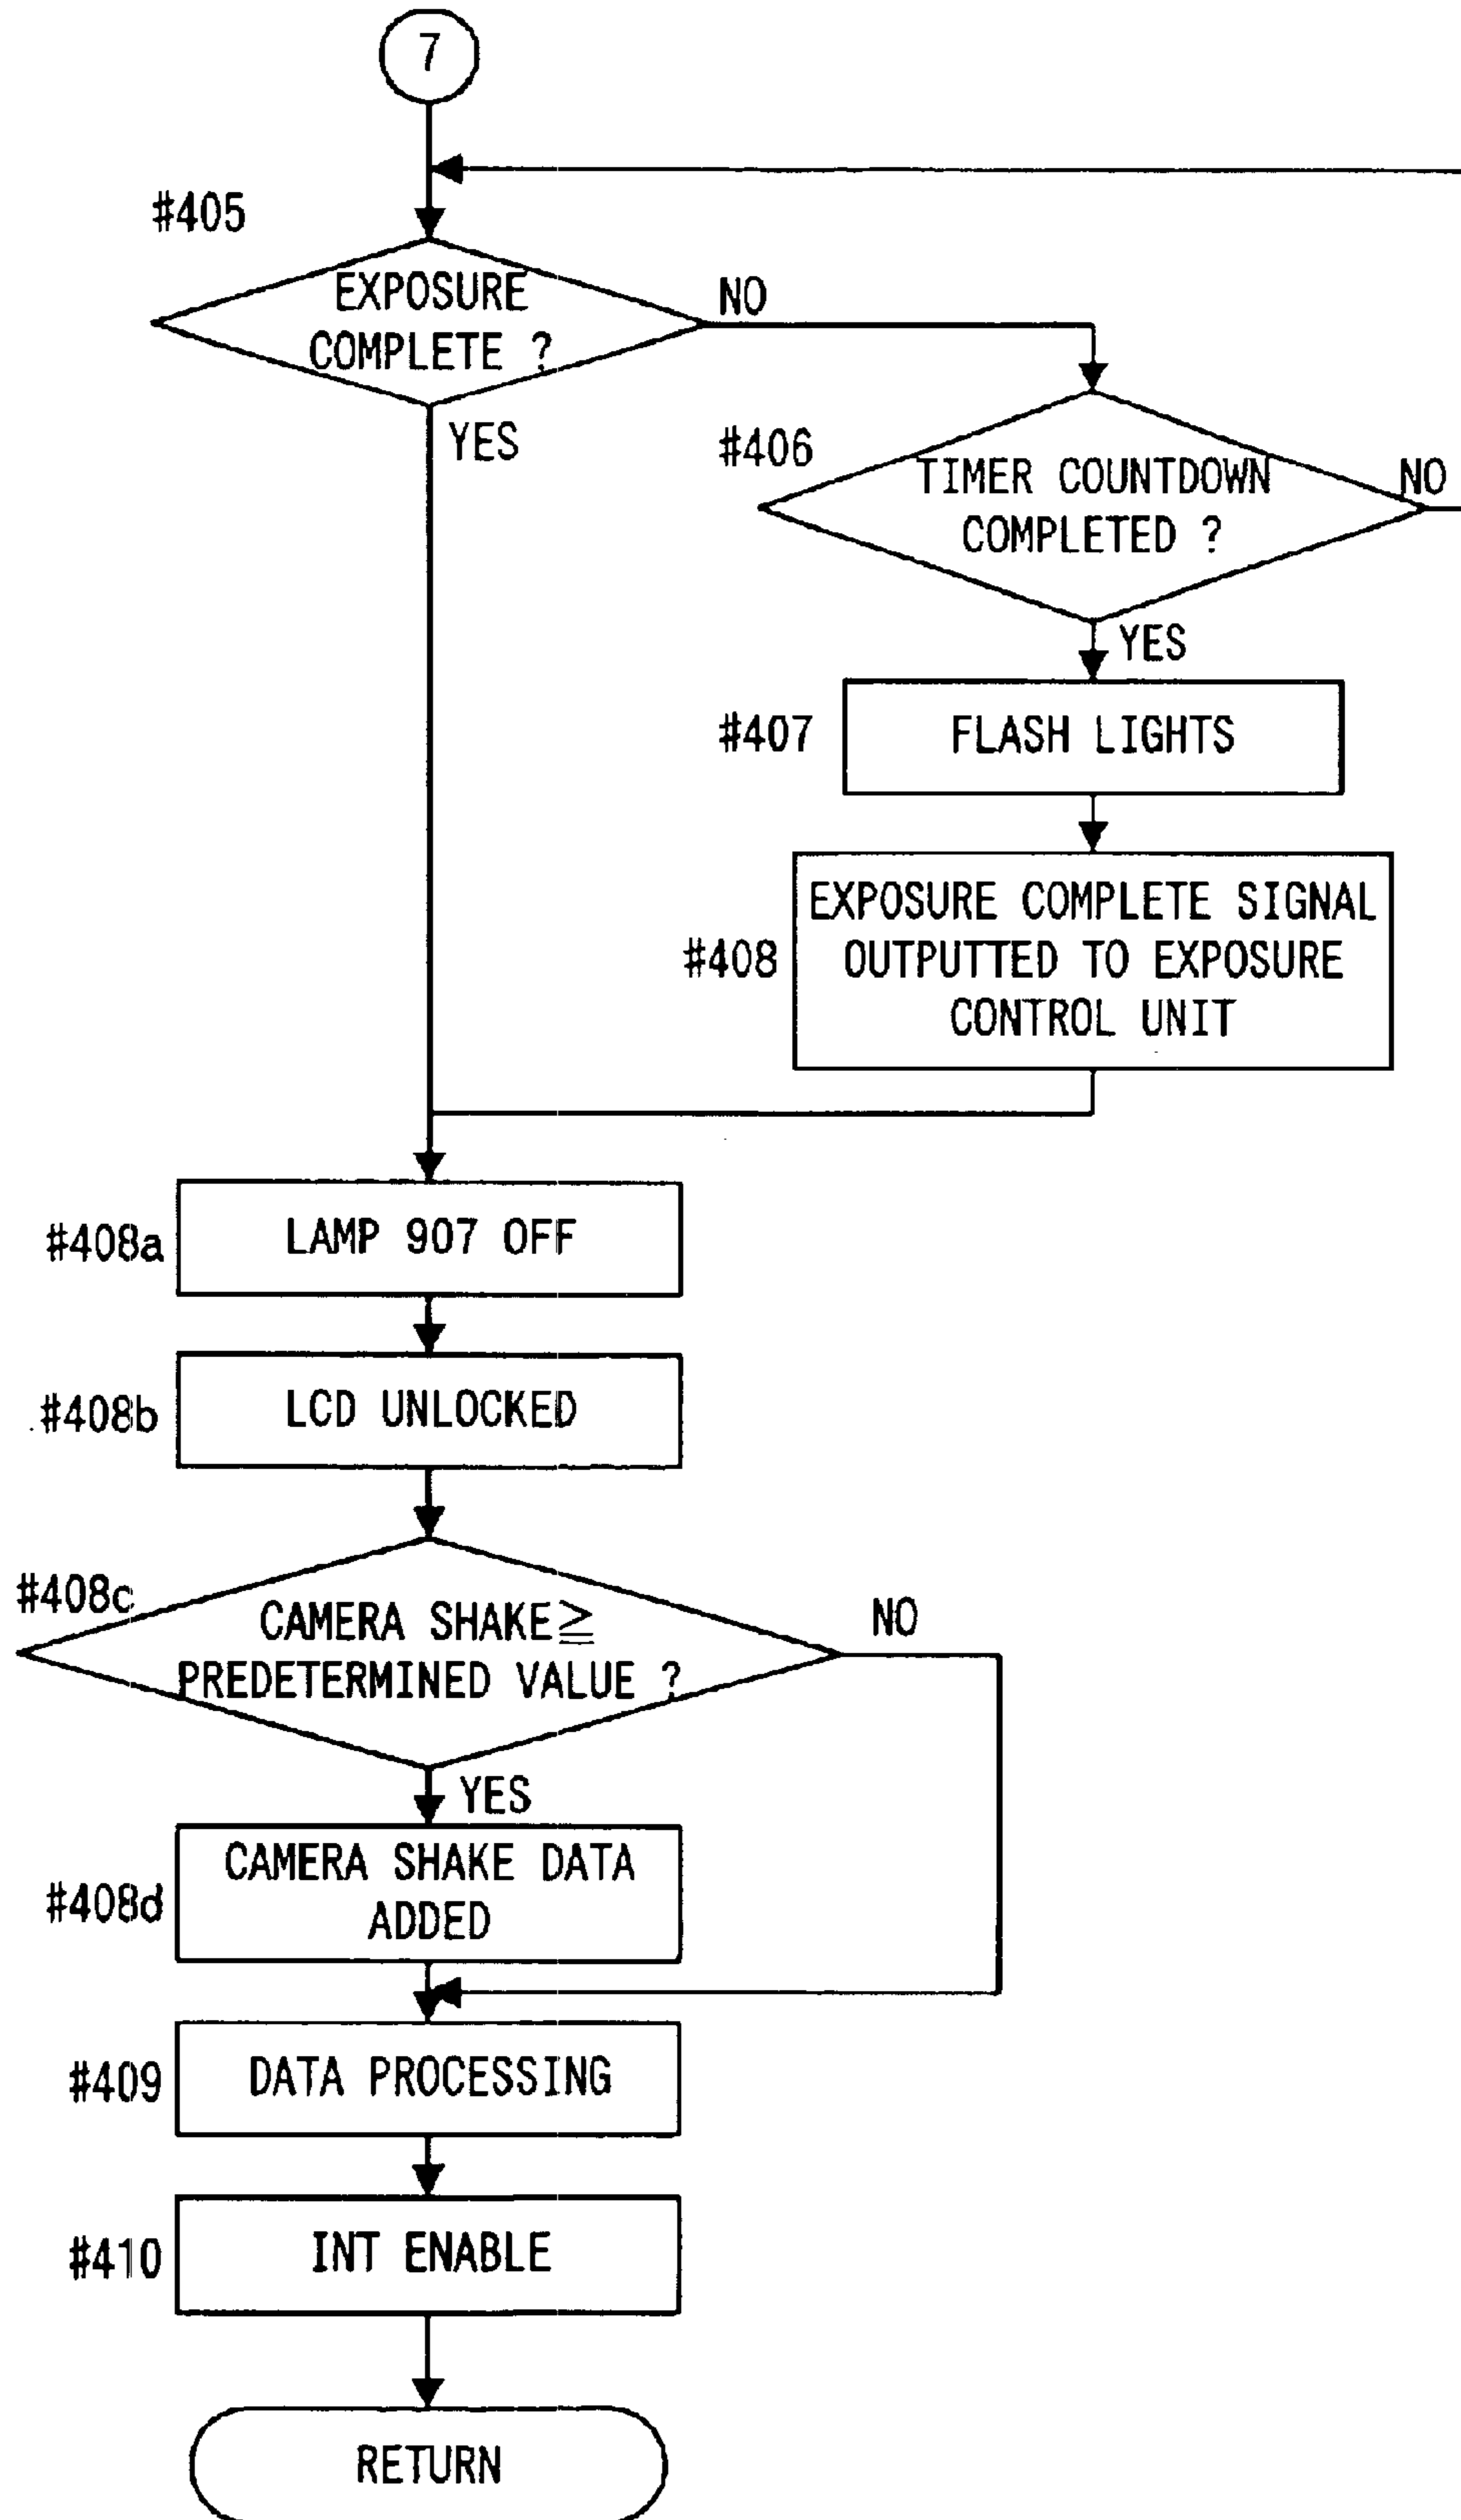 7
#405
EXPOSURE
COMPLETE ?
NO
YES
#406
TIMER COUNTDOWN
COMPLETED ?
NO
YES
#407
FLASH LIGHTS
#408
EXPOSURE COMPLETE SIGNAL
OUTPUTTED TO EXPOSURE
CONTROL UNIT
#408a
LAMP 907 OFF
#408b
LCD UNLOCKED
#408c
CAMERA SHAKE≧
PREDETERMINED VALUE ?
NO
YES
#408d
CAMERA SHAKE DATA
ADDED
#409
DATA PROCESSING
#410
INT ENABLE
RETURN